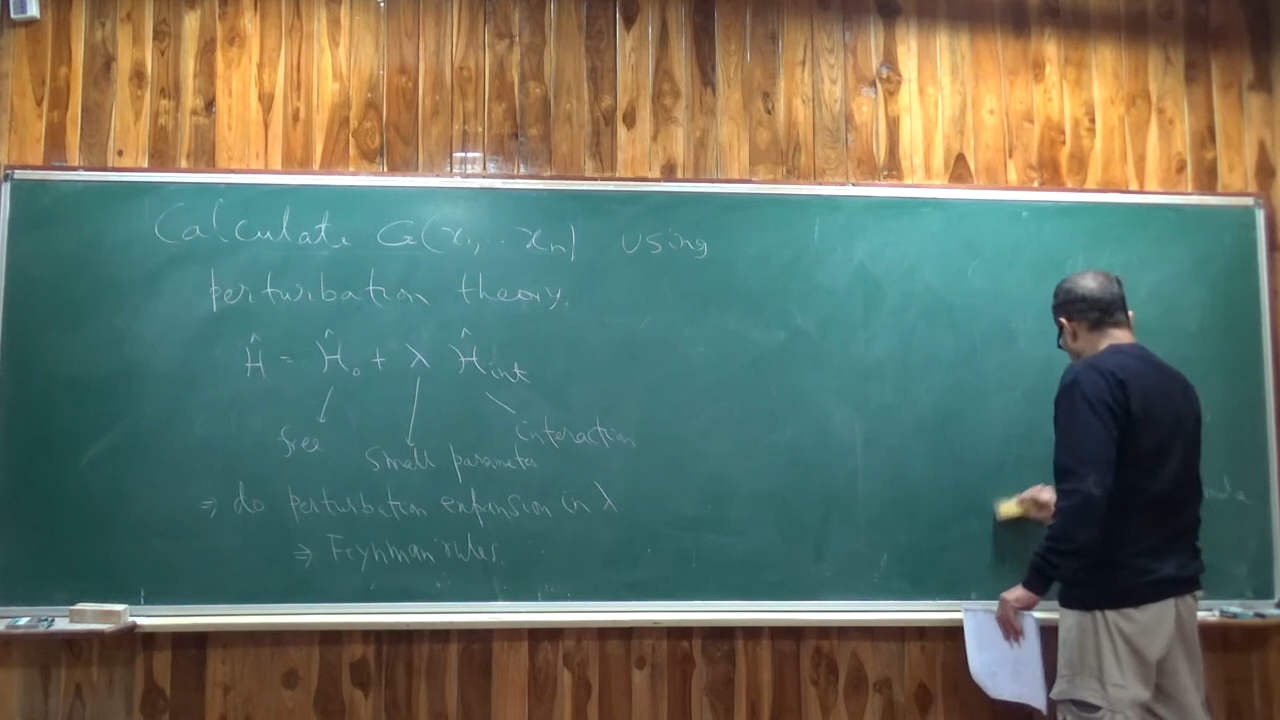 Calculate G(x₁, .. xₙ) using
perturbation theory.
Ĥ = Ĥ₀ + λ Ĥint
free
small parameter
interaction
⇒ do perturbation expansion in λ
⇒ Feynman rules.